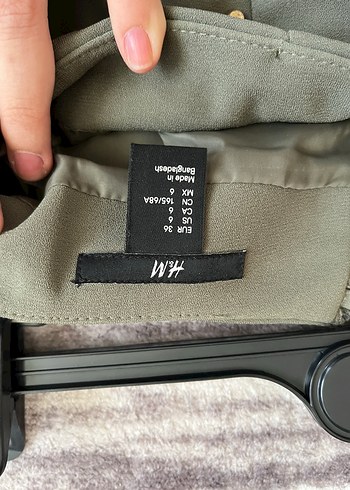 H&M
EUR 36
US 6
CA 6
CN 165/68A
MX 6
Made in
Bangladesh